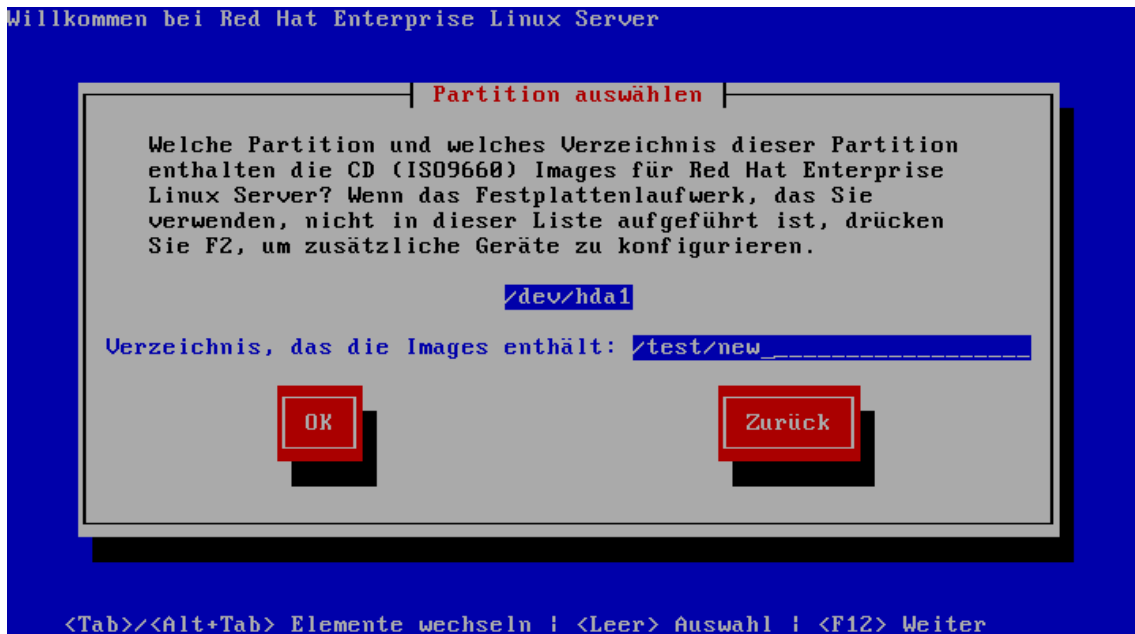 Willkommen bei Red Hat Enterprise Linux Server
Partition auswählen
Welche Partition und welches Verzeichnis dieser Partition
enthalten die CD (ISO9660) Images für Red Hat Enterprise
Linux Server? Wenn das Festplattenlaufwerk, das Sie
verwenden, nicht in dieser Liste aufgeführt ist, drücken
Sie F2, um zusätzliche Geräte zu konfigurieren.
/dev/hda1
Verzeichnis, das die Images enthält: /test/new___________________
OK Zurück
<Tab>/<Alt+Tab> Elemente wechseln | <Leer> Auswahl | <F12> Weiter